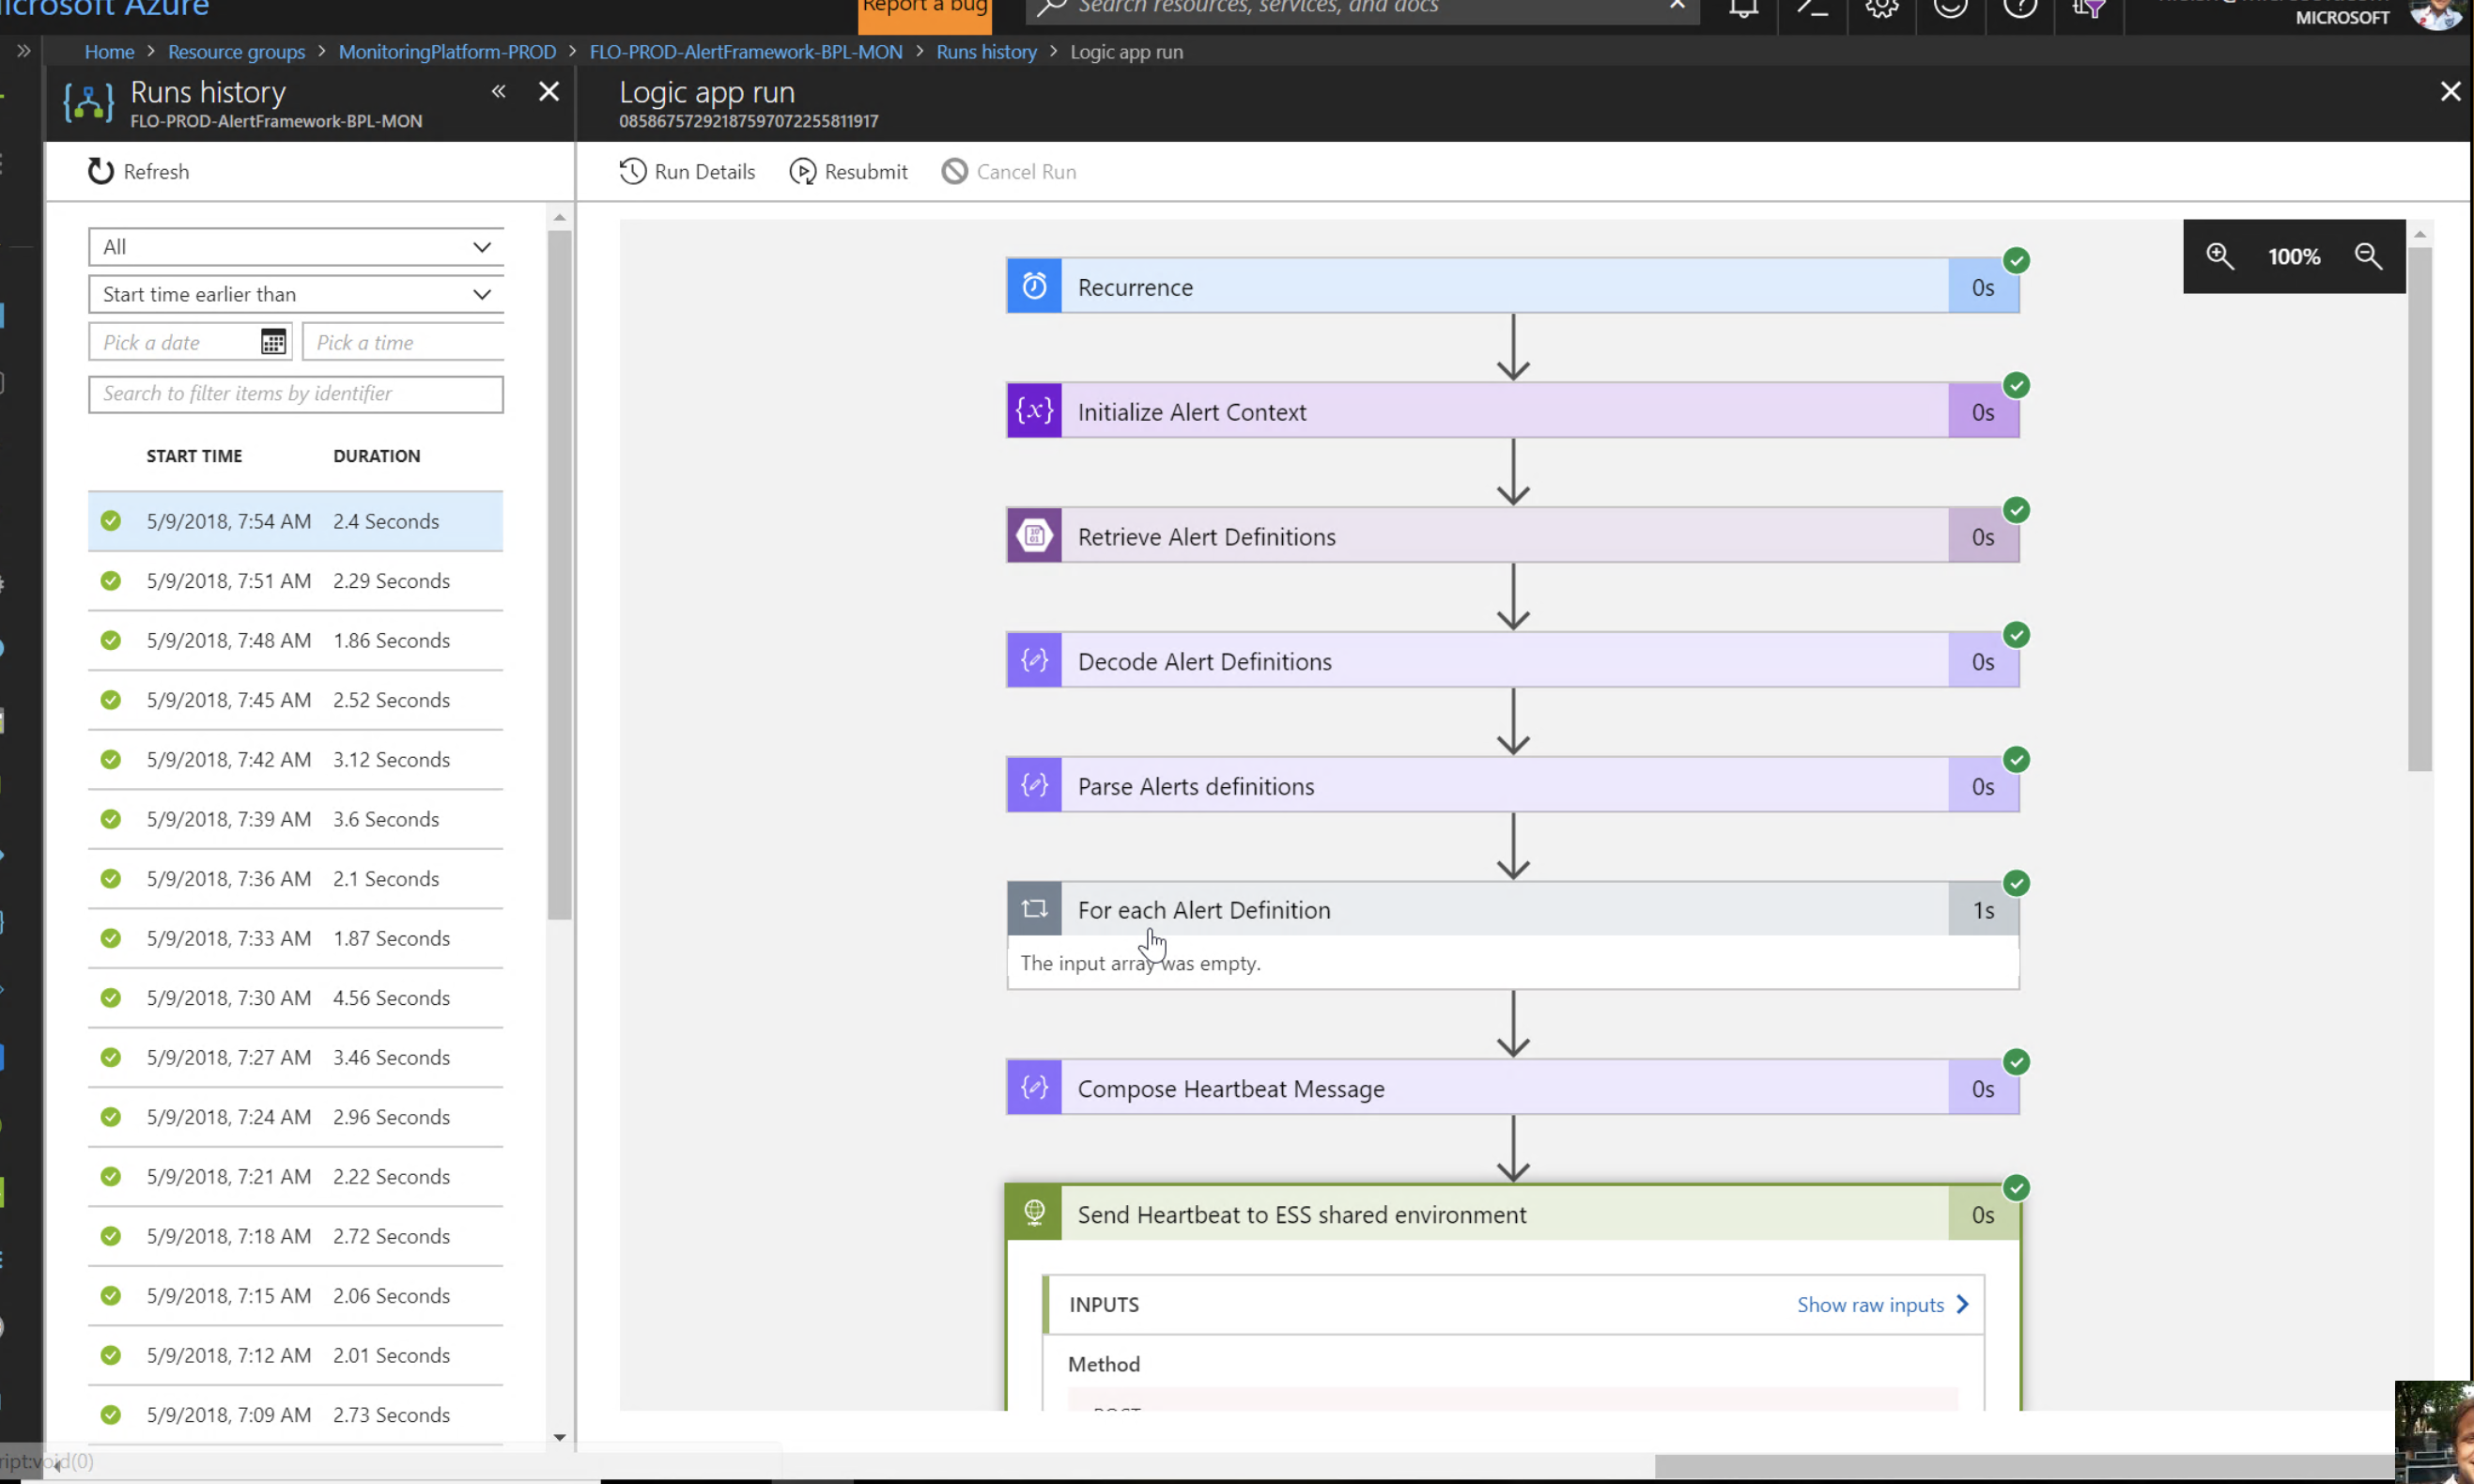 Microsoft Azure
Report a bug
Search resources, services, and docs
MICROSOFT
Home > Resource groups > MonitoringPlatform-PROD > FLO-PROD-AlertFramework-BPL-MON > Runs history > Logic app run
Runs history
FLO-PROD-AlertFramework-BPL-MON
Logic app run
08586757292187597072255811917
Refresh
Run Details
Resubmit
Cancel Run
All
Start time earlier than
Pick a date
Pick a time
Search to filter items by identifier
START TIME DURATION
5/9/2018, 7:54 AM 2.4 Seconds
5/9/2018, 7:51 AM 2.29 Seconds
5/9/2018, 7:48 AM 1.86 Seconds
5/9/2018, 7:45 AM 2.52 Seconds
5/9/2018, 7:42 AM 3.12 Seconds
5/9/2018, 7:39 AM 3.6 Seconds
5/9/2018, 7:36 AM 2.1 Seconds
5/9/2018, 7:33 AM 1.87 Seconds
5/9/2018, 7:30 AM 4.56 Seconds
5/9/2018, 7:27 AM 3.46 Seconds
5/9/2018, 7:24 AM 2.96 Seconds
5/9/2018, 7:21 AM 2.22 Seconds
5/9/2018, 7:18 AM 2.72 Seconds
5/9/2018, 7:15 AM 2.06 Seconds
5/9/2018, 7:12 AM 2.01 Seconds
5/9/2018, 7:09 AM 2.73 Seconds
100%
Recurrence 0s
Initialize Alert Context 0s
Retrieve Alert Definitions 0s
Decode Alert Definitions 0s
Parse Alerts definitions 0s
For each Alert Definition 1s
The input array was empty.
Compose Heartbeat Message 0s
Send Heartbeat to ESS shared environment 0s
INPUTS
Show raw inputs
Method
POST
ript:void(0)